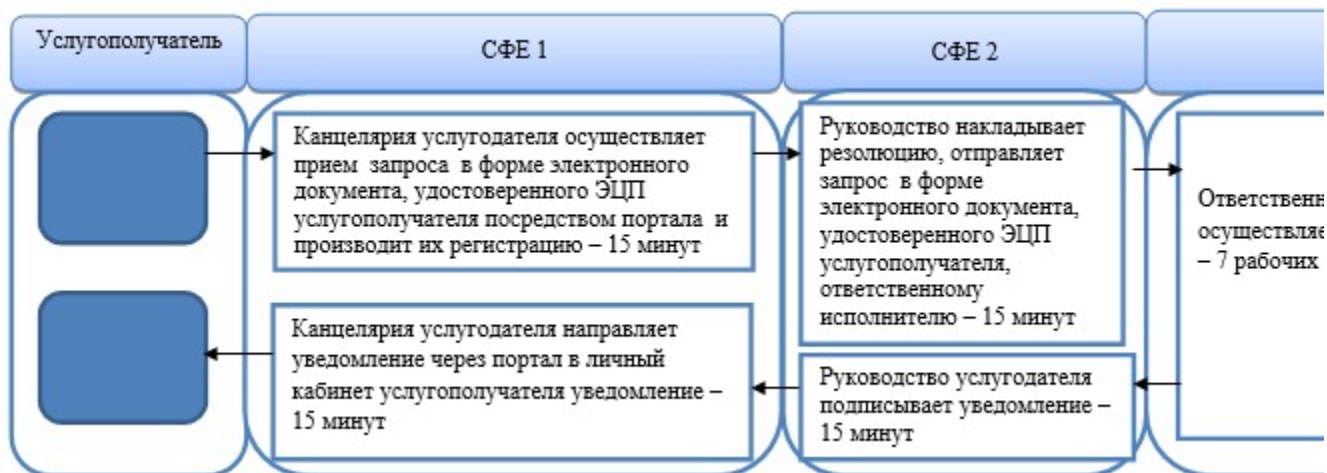 Услугополучатель
СФЕ 1
СФЕ 2
Канцелярия услугодателя осуществляет
прием запроса в форме электронного
документа, удостоверенного ЭЦП
услугополучателя посредством портала и
производит их регистрацию – 15 минут
Руководство накладывает
резолюцию, отправляет
запрос в форме
электронного документа,
удостоверенного ЭЦП
услугополучателя,
ответственному
исполнителю – 15 минут
– 7 рабочих
Канцелярия услугодателя направляет
уведомление через портал в личный
кабинет услугополучателя уведомление –
15 минут
Руководство услугодателя
подписывает уведомление –
15 минут